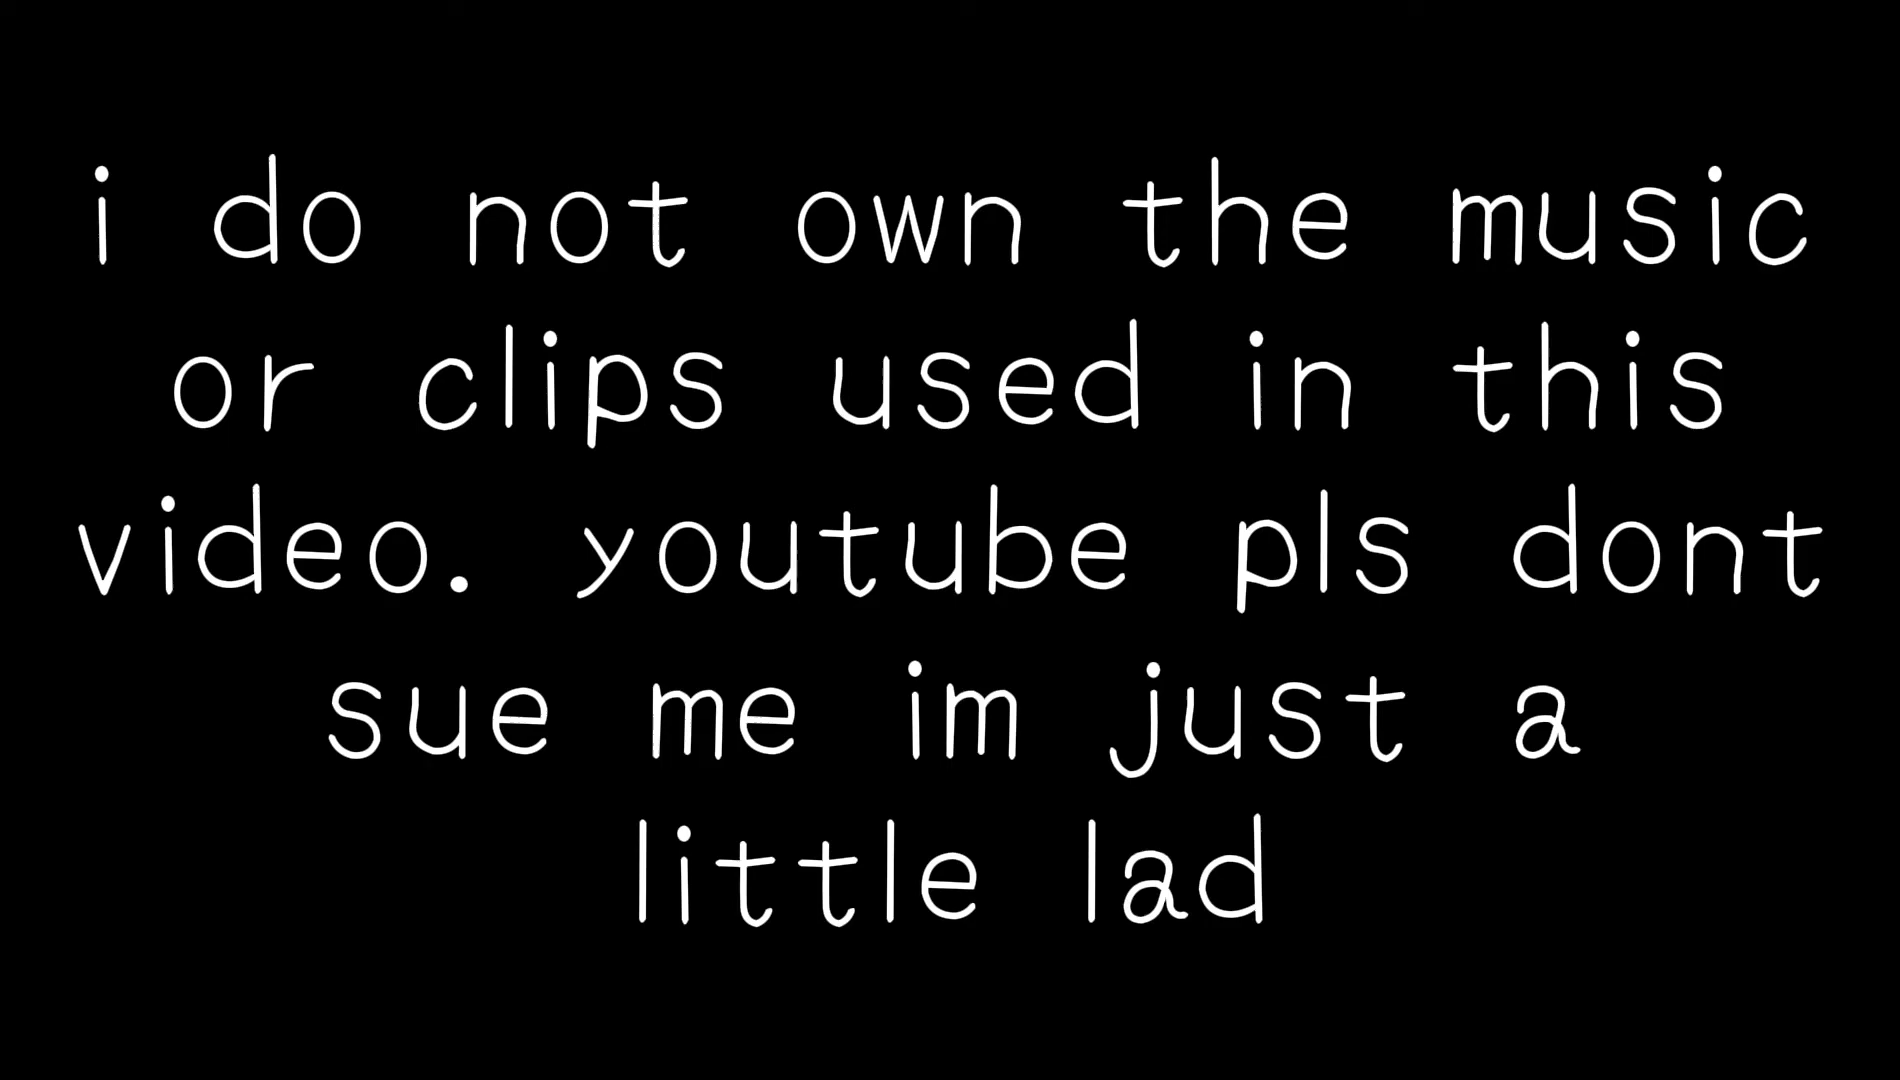 i do not own the music
or clips used in this
video. youtube pls dont
sue me im just a
little lad